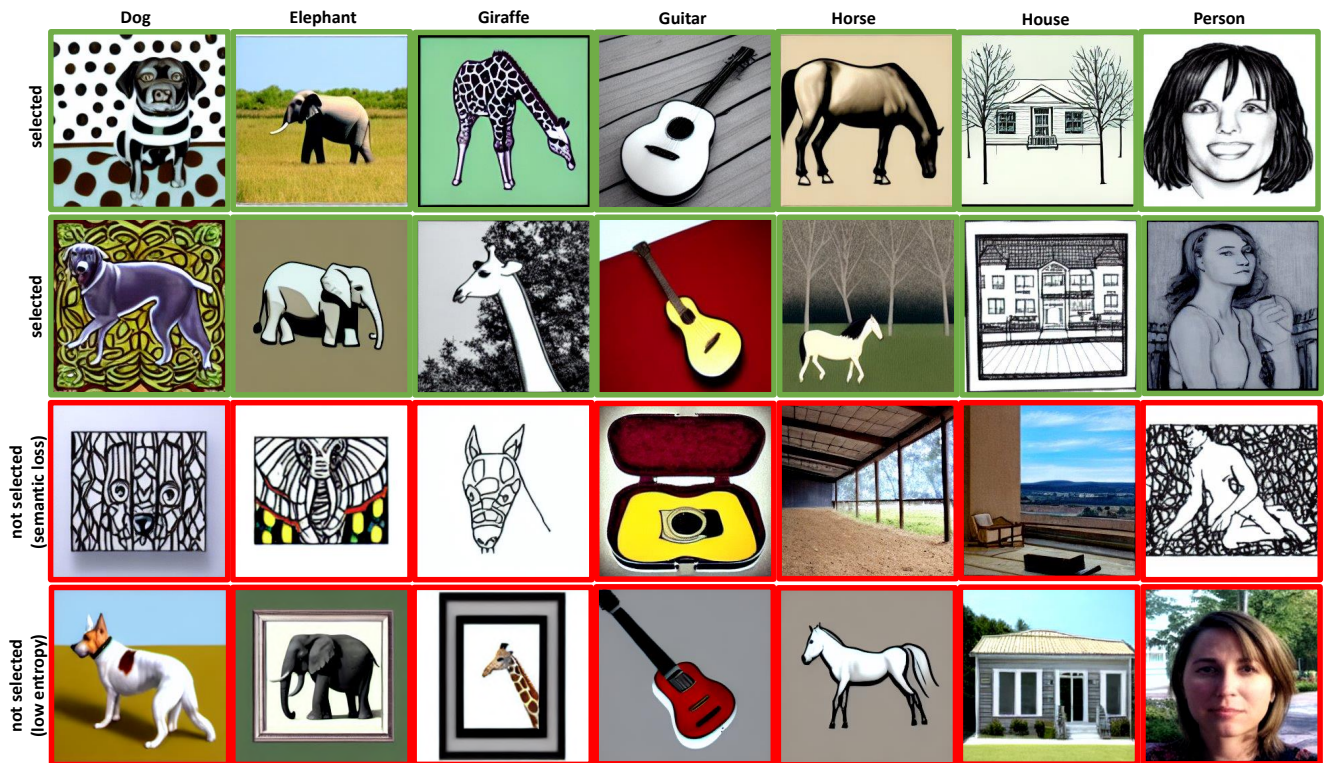 Dog Elephant Giraffe Guitar Horse House Person
selected
selected
not selected
(semantic loss)
not selected
(low entropy)